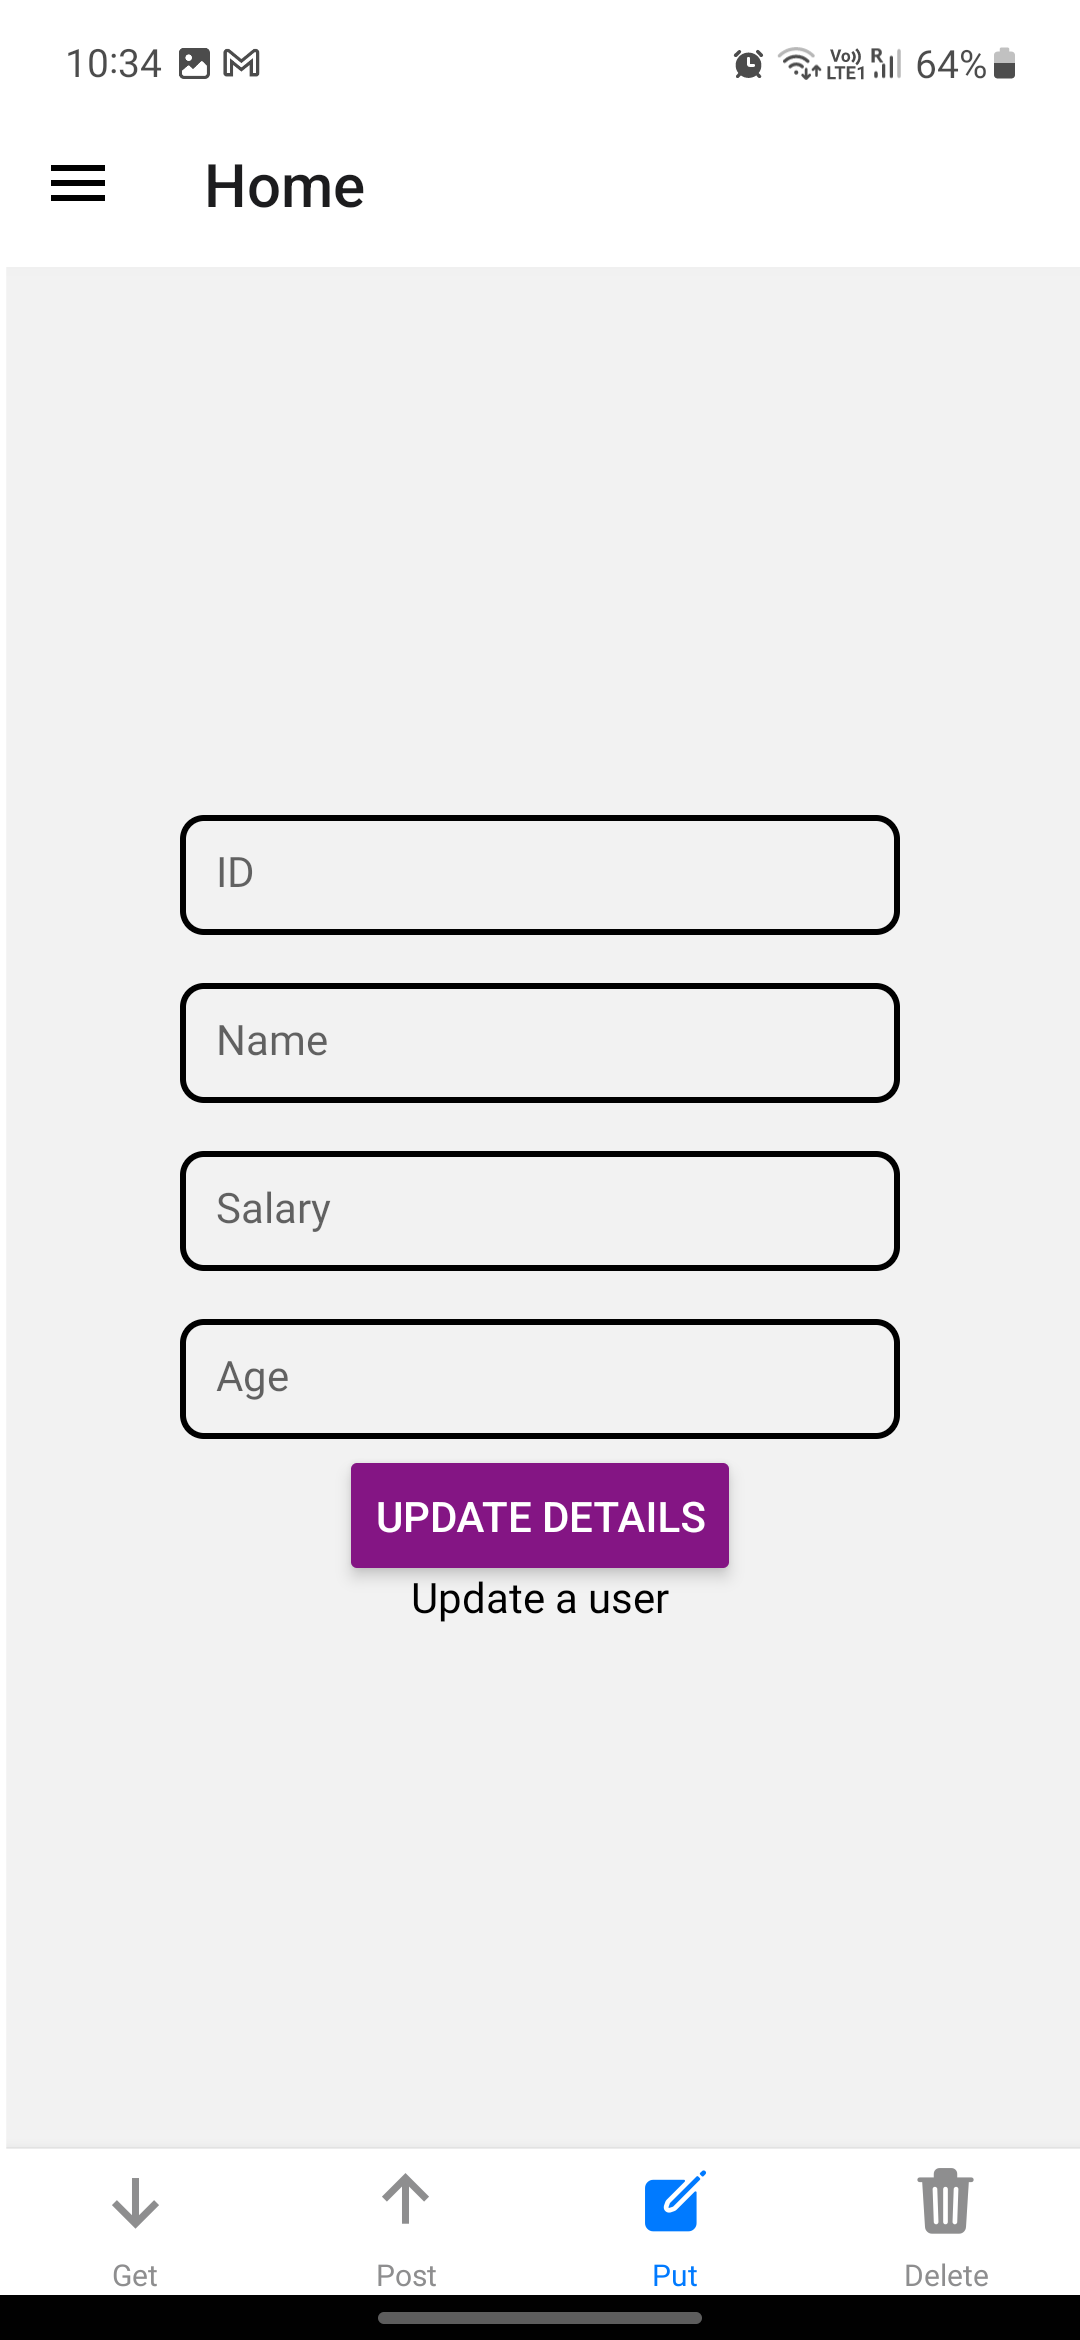 10:34 Vo)) LTE1 R 64%
Home
ID
Name
Salary
Age
UPDATE DETAILS
Update a user
Get Post Put Delete